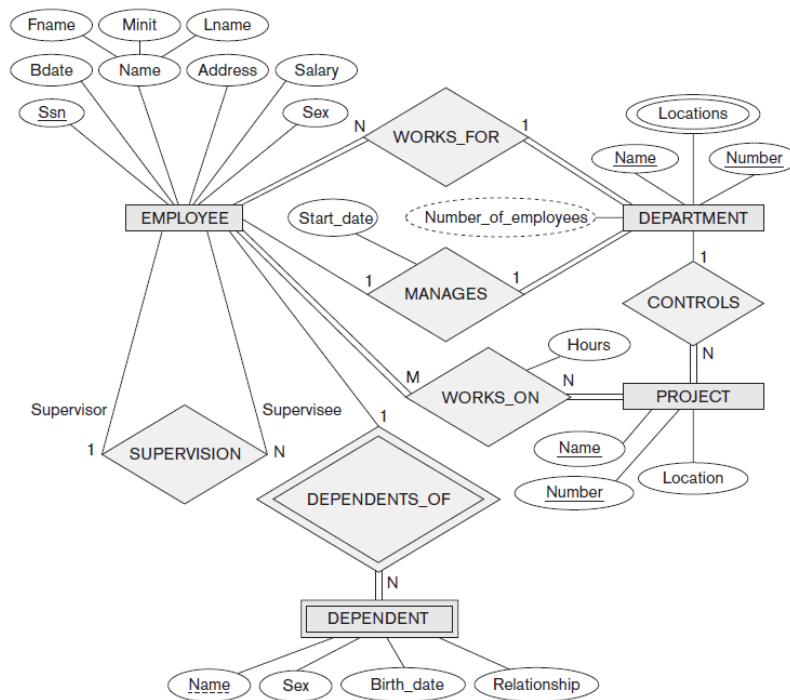 Fname
Minit
Lname
Bdate
Name
Address
Salary
Ssn
Sex
N
WORKS_FOR
1
Locations
Name
Number
EMPLOYEE
Start_date
Number_of_employees
DEPARTMENT
1
MANAGES
1
1
CONTROLS
N
Hours
M
WORKS_ON
N
PROJECT
Supervisor
Supervisee
1
SUPERVISION
N
1
Name
Number
Location
DEPENDENTS_OF
N
DEPENDENT
Name
Sex
Birth_date
Relationship